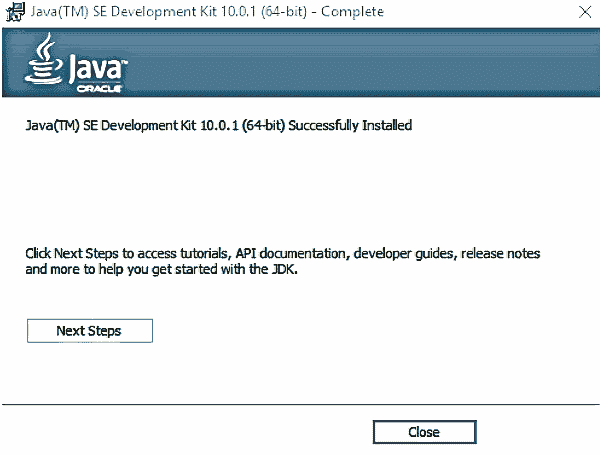 Java(TM) SE Development Kit 10.0.1 (64-bit) - Complete
Java™
ORACLE
Java(TM) SE Development Kit 10.0.1 (64-bit) Successfully Installed
Click Next Steps to access tutorials, API documentation, developer guides, release notes
and more to help you get started with the JDK.
Next Steps
Close